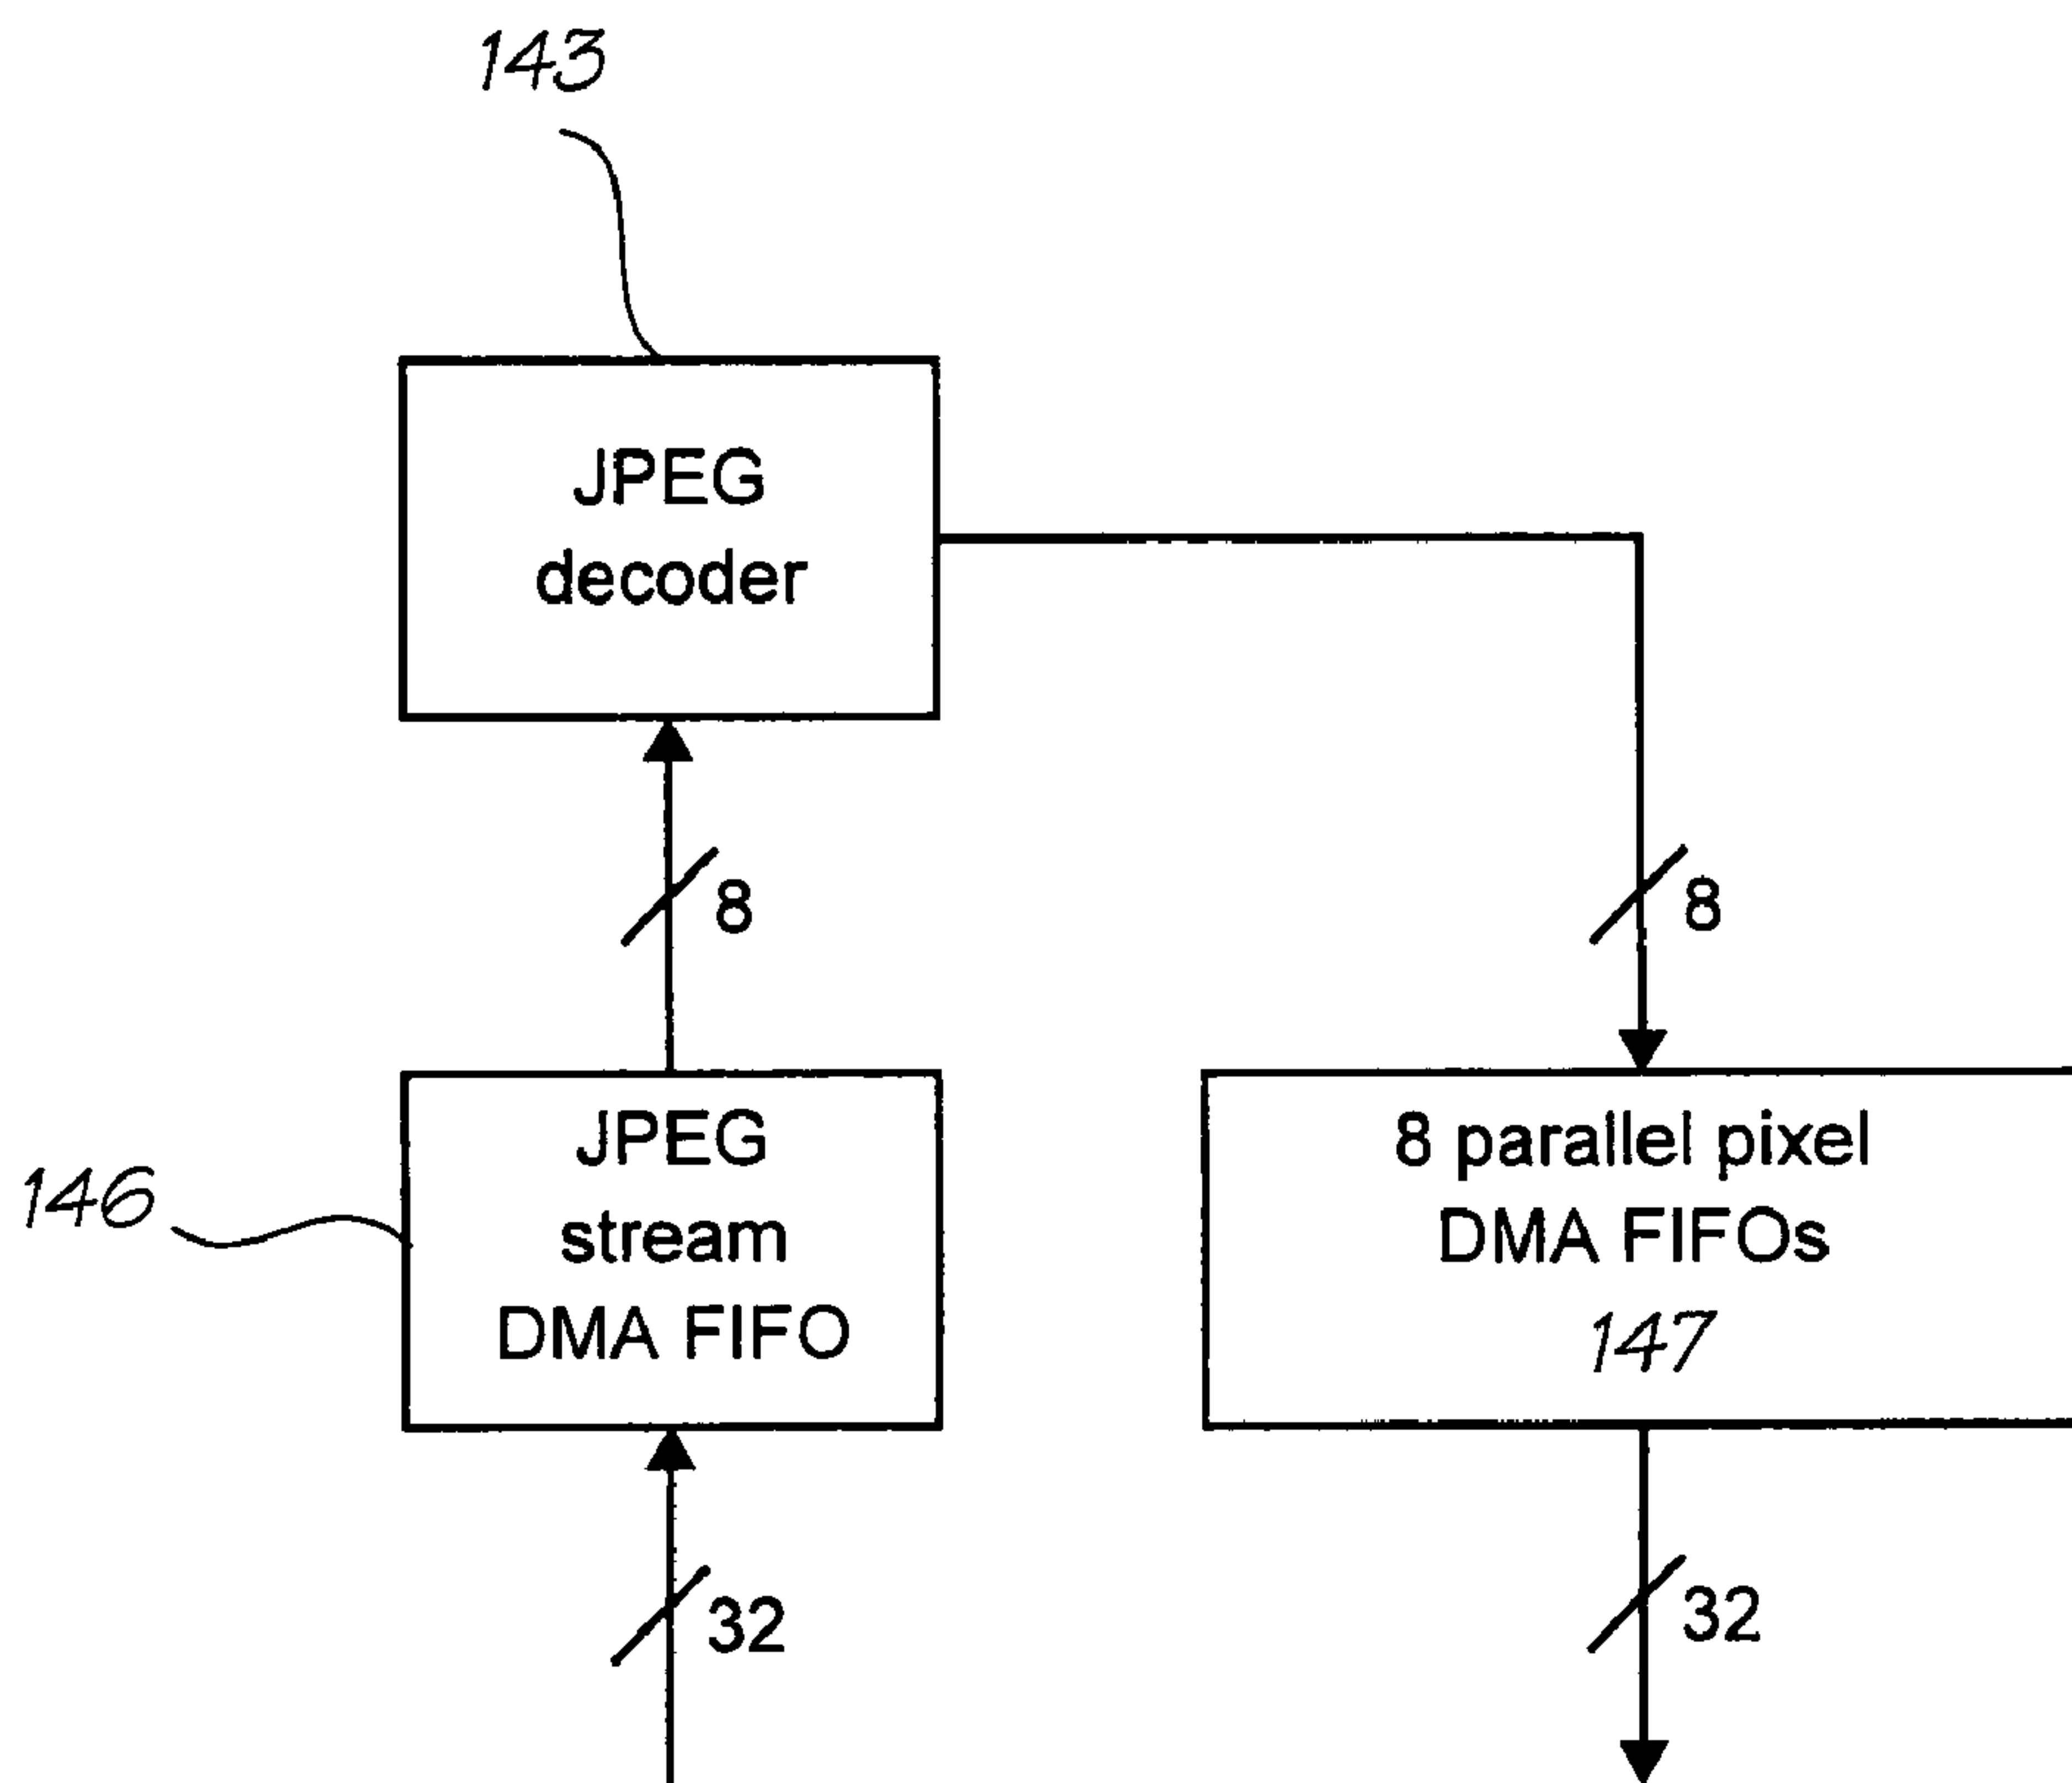 143
JPEG
decoder
8
8
JPEG
stream
DMA FIFO
146
8 parallel pixel
DMA FIFOs
147
32
32